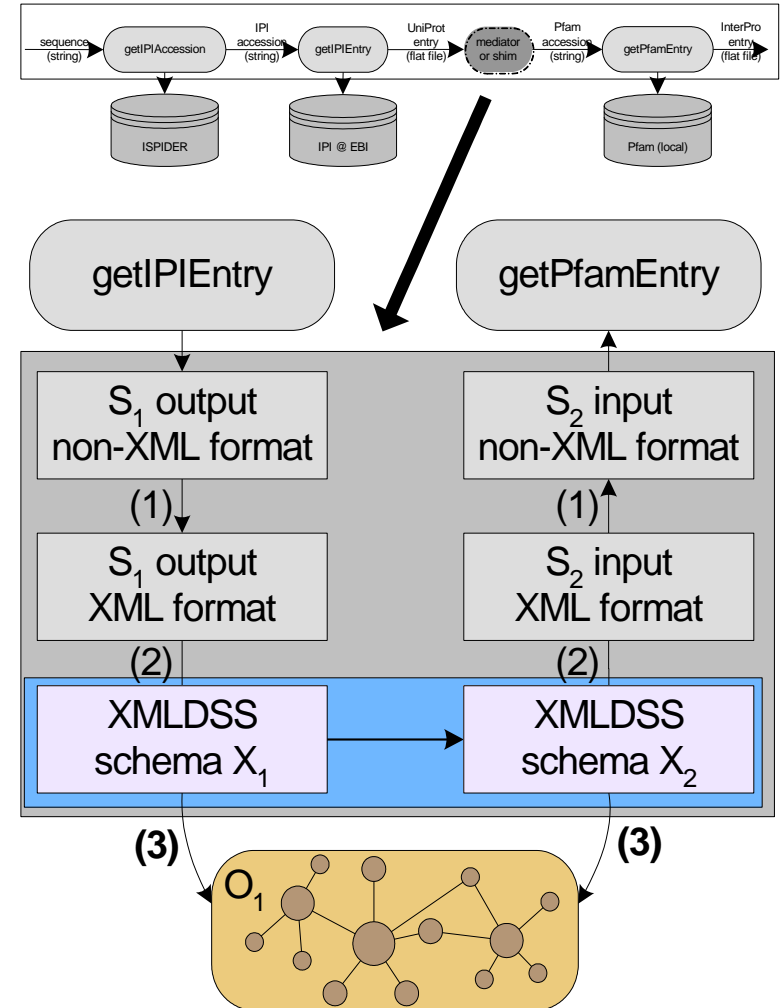 sequence
(string)
getIPIAccession
IPI
accession
(string)
getIPIEntry
UniProt
entry
(flat file)
mediator
or shim
Pfam
accession
(string)
getPfamEntry
InterPro
entry
(flat file)
ISPIDER
IPI @ EBI
Pfam (local)
getIPIEntry
getPfamEntry
S₁ output
non-XML format
S₂ input
non-XML format
(1)
(1)
S₁ output
XML format
S₂ input
XML format
(2)
(2)
XMLDSS
schema X₁
XMLDSS
schema X₂
(3)
(3)
O₁